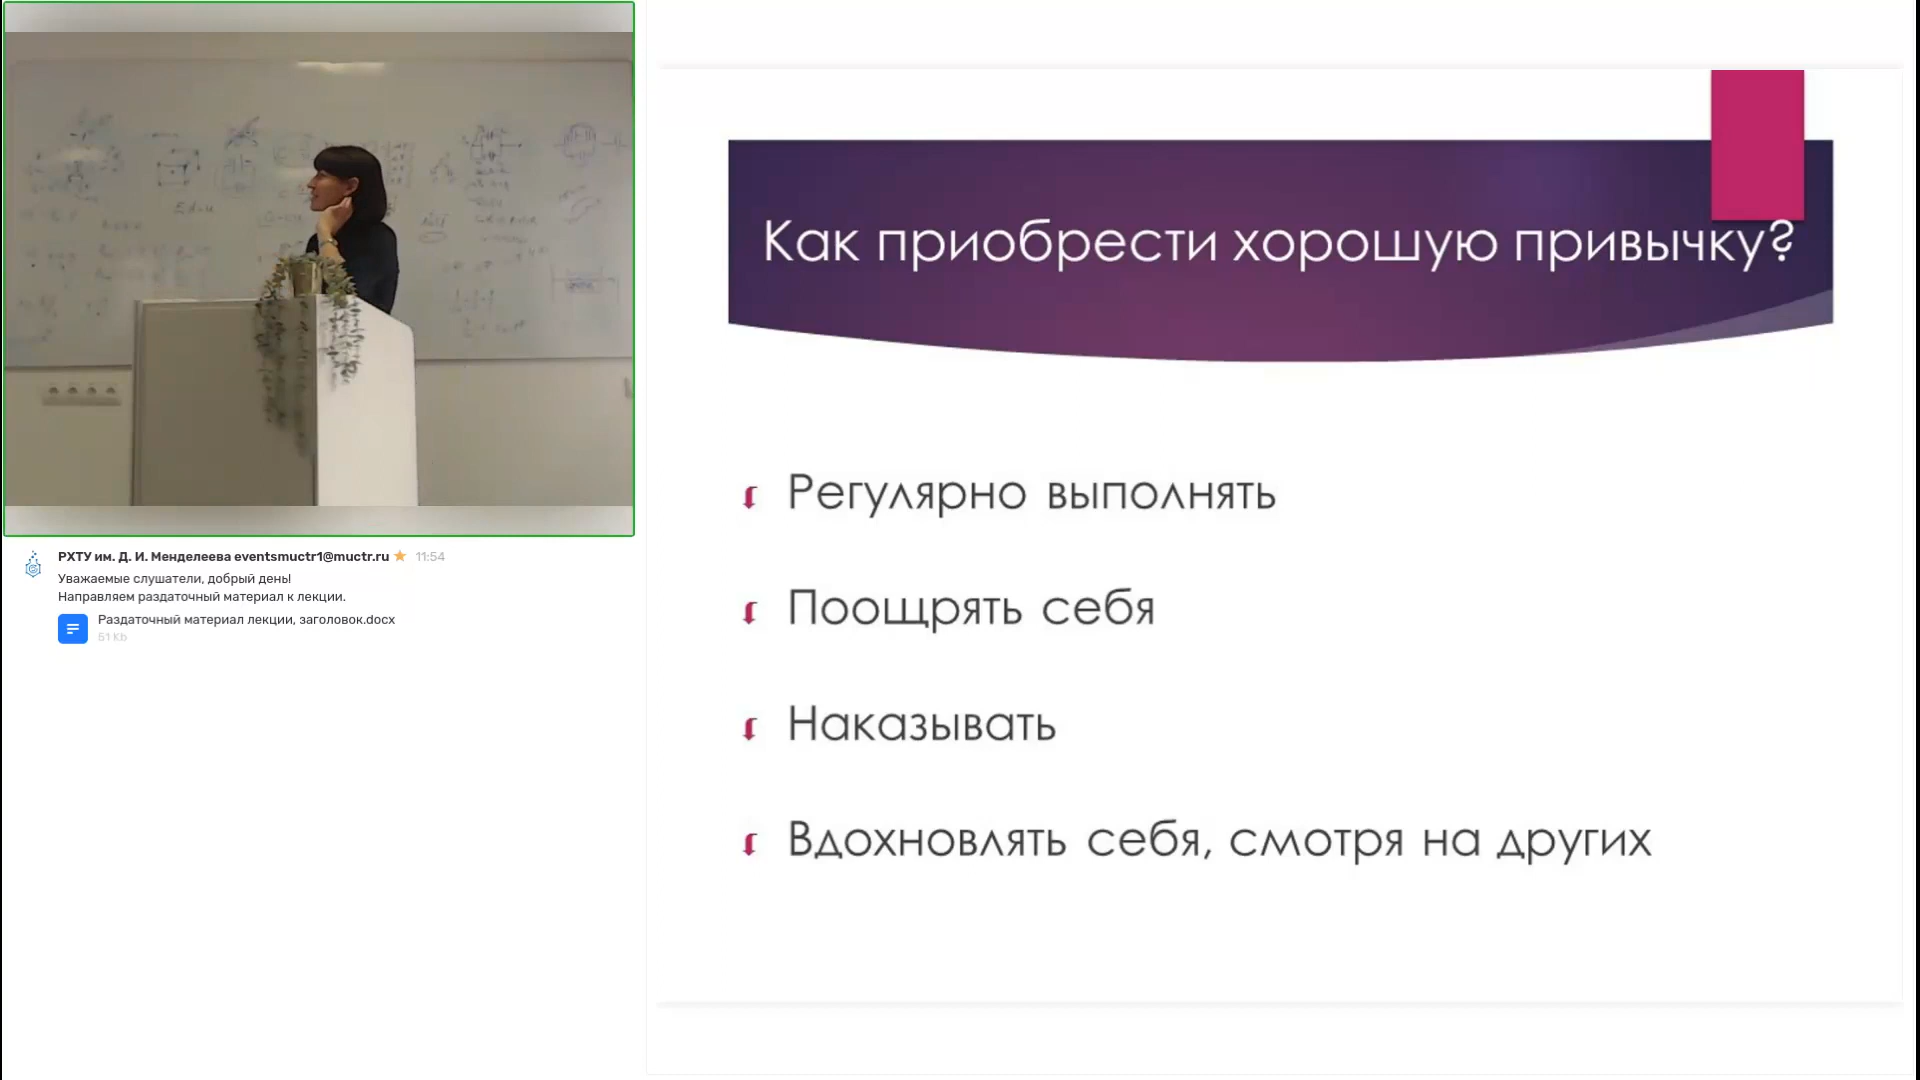 РХТУ им. Д. И. Менделеева eventsmuctr1@muctr.ru 11:54
Уважаемые слушатели, добрый день!
Направляем раздаточный материал к лекции.
Раздаточный материал лекции, заголовок.docx
51 Kb
Как приобрести хорошую привычку?
Регулярно выполнять
Поощрять себя
Наказывать
Вдохновлять себя, смотря на других